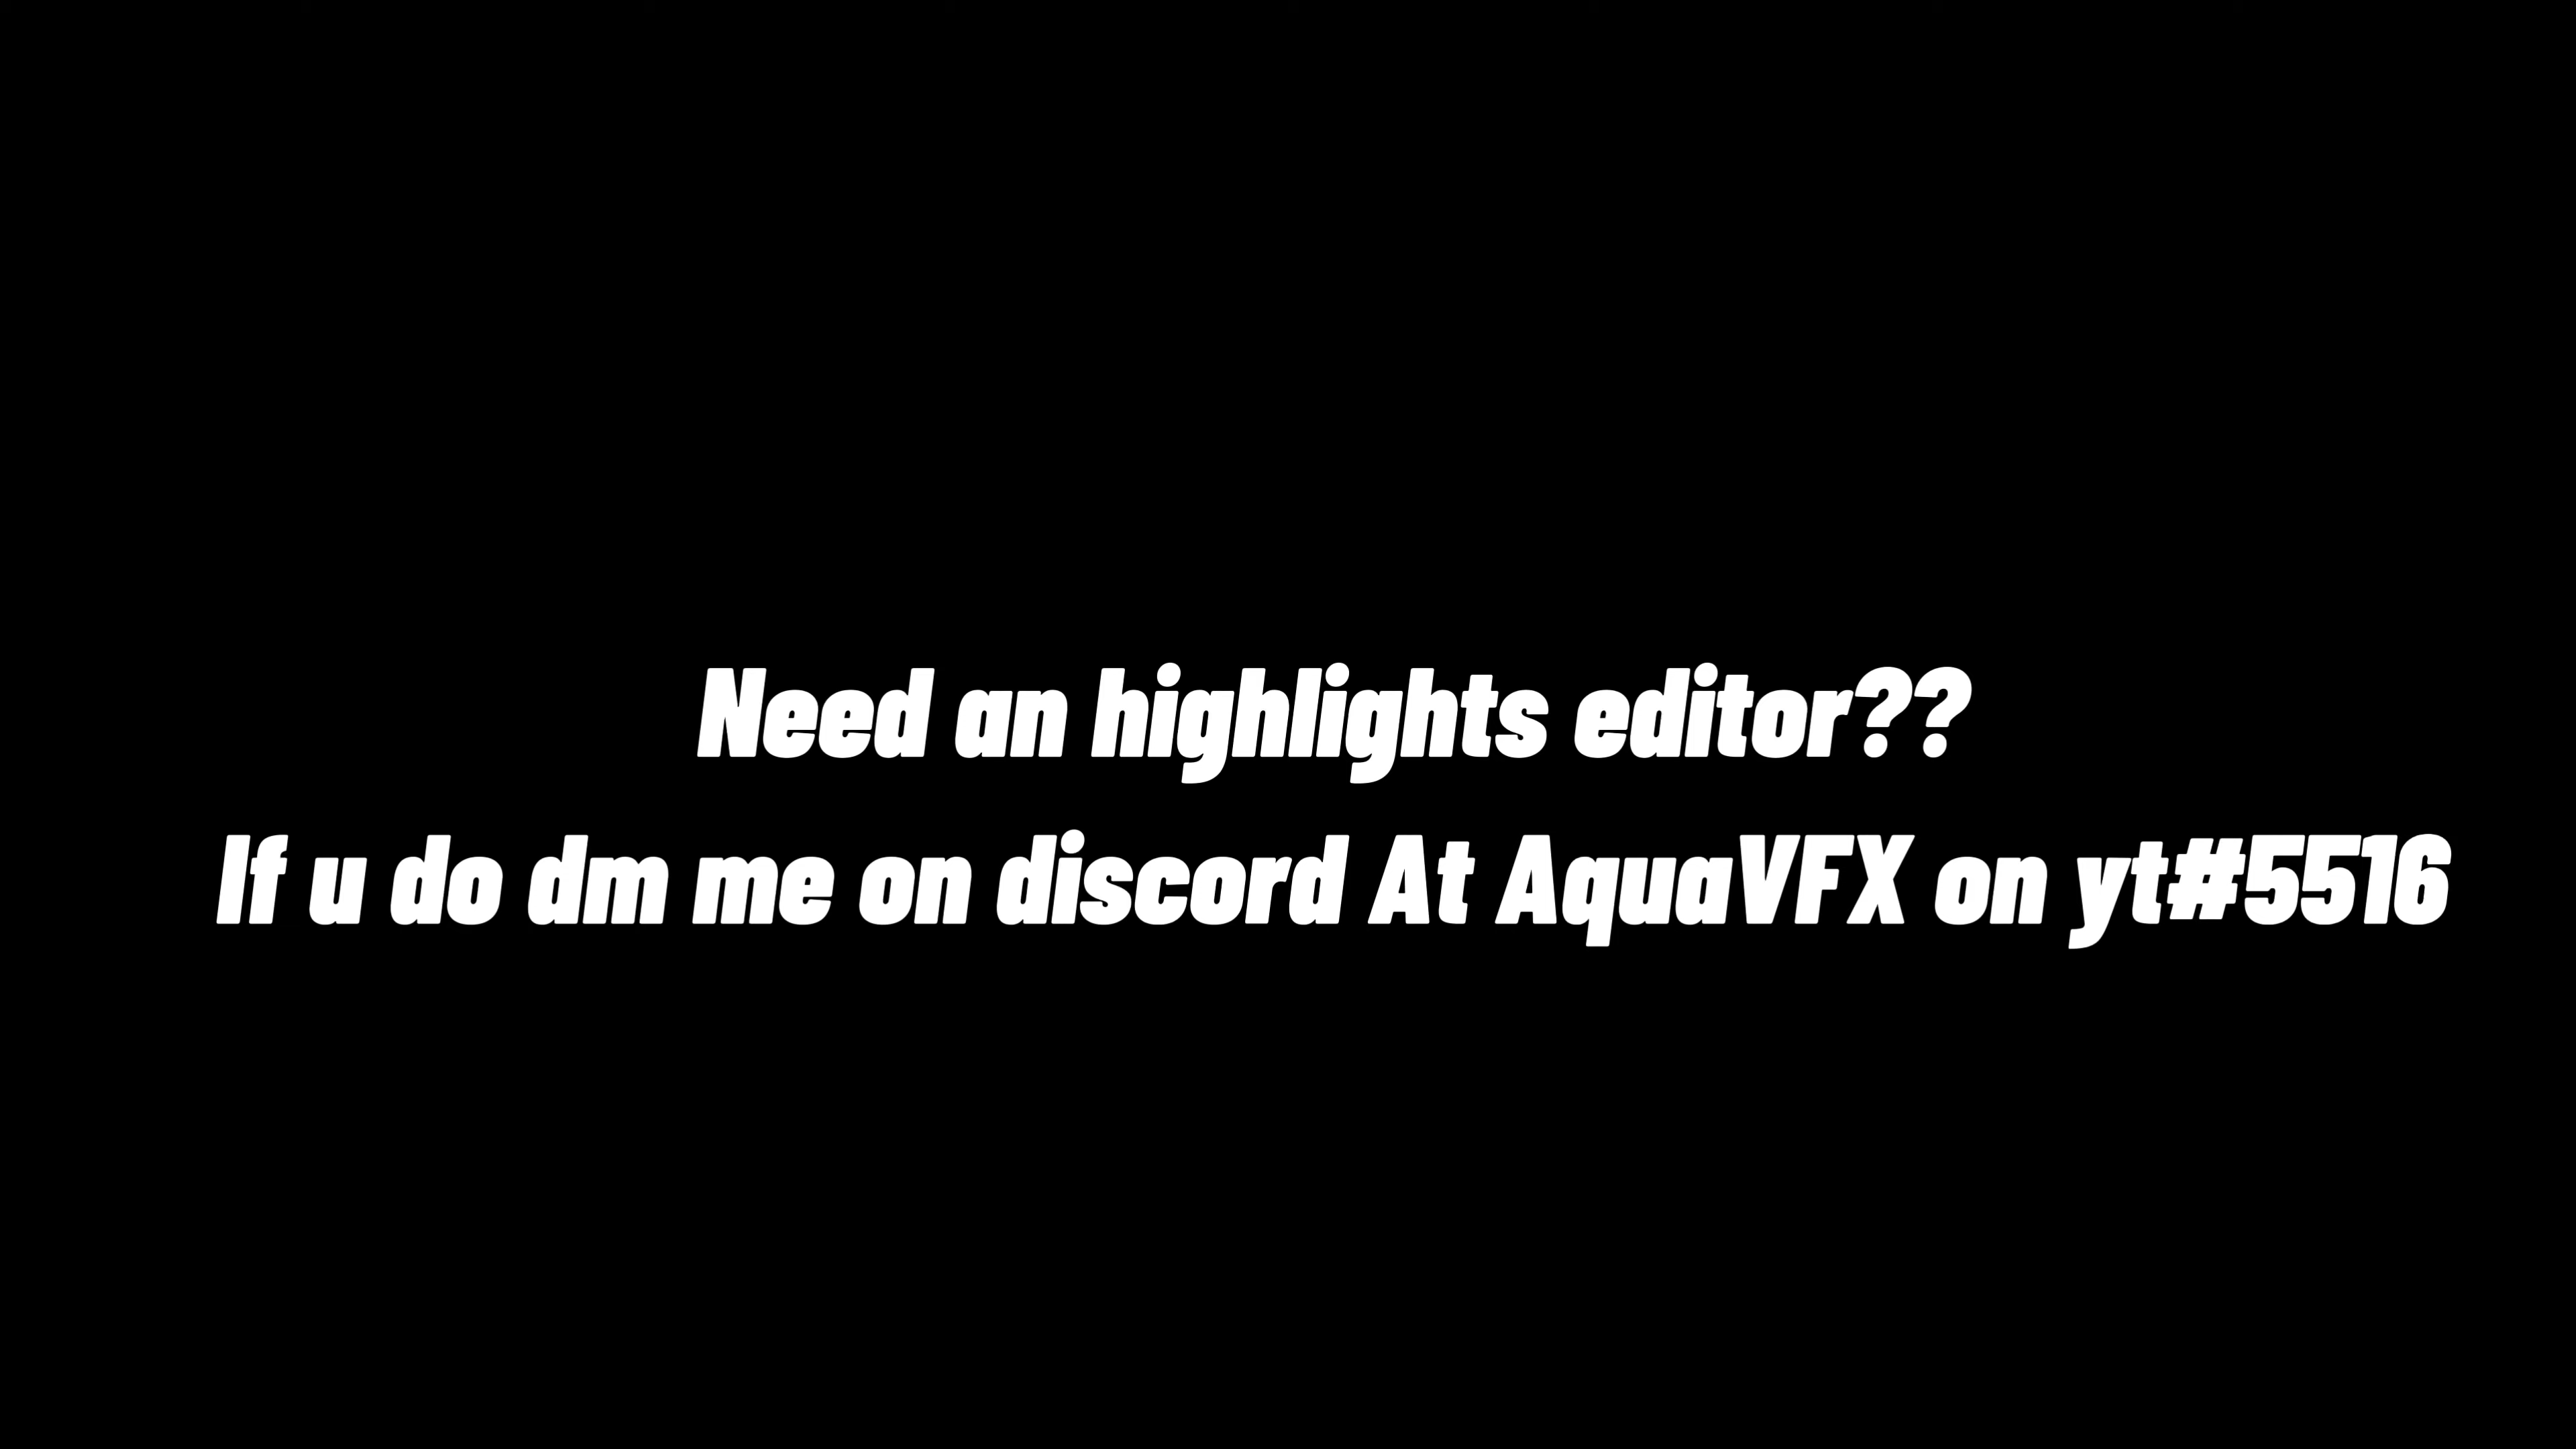 Need an highlights editor??
If u do dm me on discord At AquaVFX on yt#5516